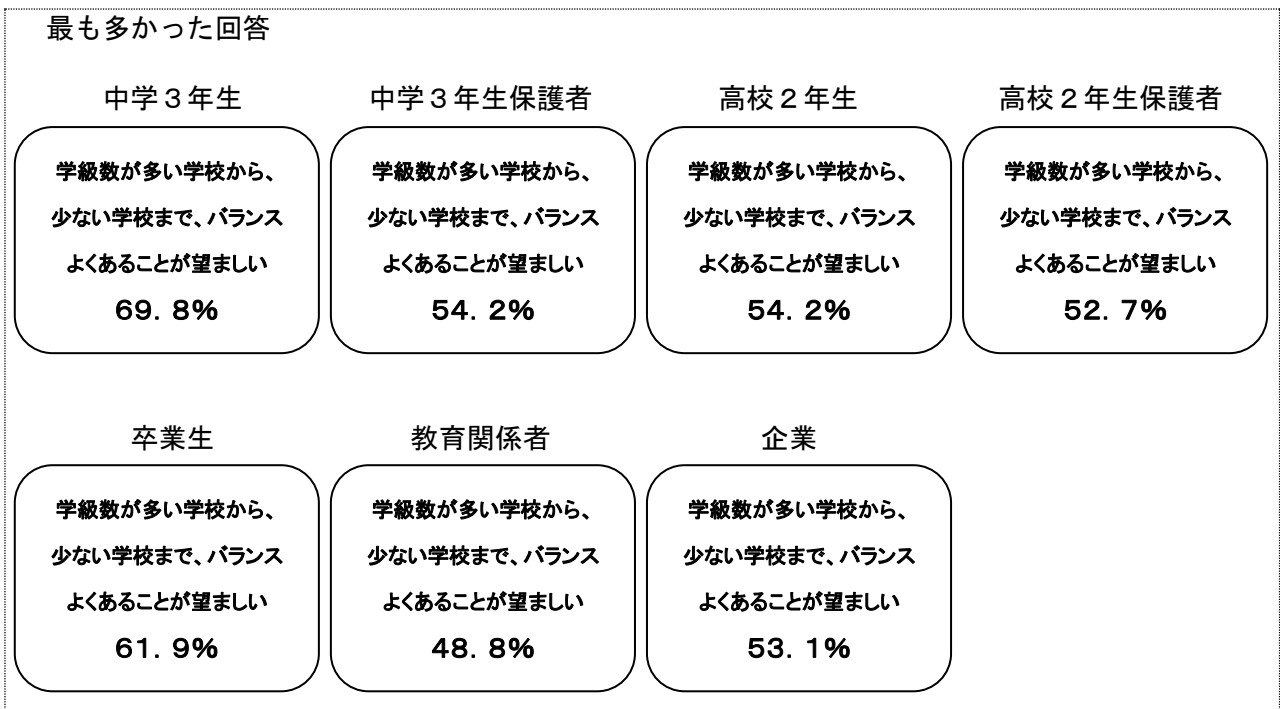 最も多かった回答
中学３年生
学級数が多い学校から、
少ない学校まで、バランス
よくあることが望ましい
６９．８％
中学３年生保護者
学級数が多い学校から、
少ない学校まで、バランス
よくあることが望ましい
５４．２％
高校２年生
学級数が多い学校から、
少ない学校まで、バランス
よくあることが望ましい
５４．２％
高校２年生保護者
学級数が多い学校から、
少ない学校まで、バランス
よくあることが望ましい
５２．７％
卒業生
学級数が多い学校から、
少ない学校まで、バランス
よくあることが望ましい
６１．９％
教育関係者
学級数が多い学校から、
少ない学校まで、バランス
よくあることが望ましい
４８．８％
企業
学級数が多い学校から、
少ない学校まで、バランス
よくあることが望ましい
５３．１％